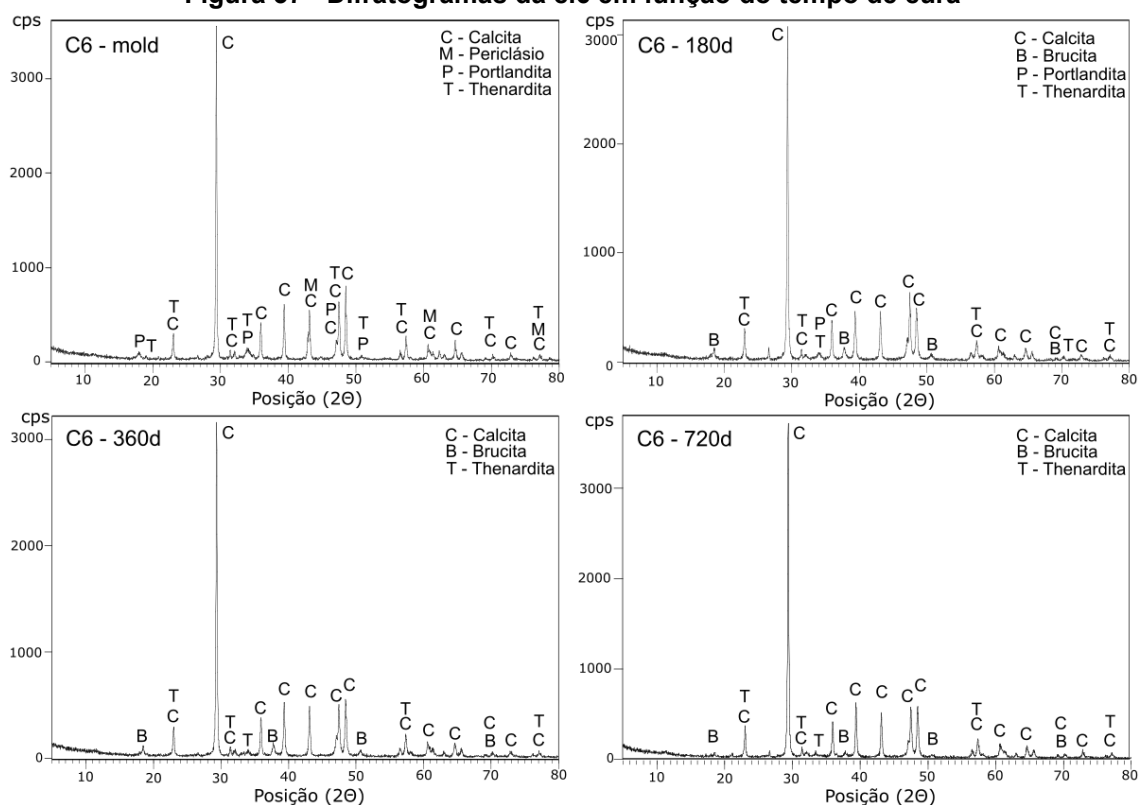 Figura 37 - Difratogramas da c.6 em função do tempo de cura
cps
C6 - mold
C - Calcita
M - Periclásio
P - Portlandita
T - Thenardita
3000
2000
1000
0
C
P
T
T
C
T
C
T
P
C
C
M
C
P
C
T
C
C
T
P
T
C
M
C
C
T
C
C
T
M
C
10
20
30
40
50
60
70
80
Posição (2Θ)
C6 - 180d
C - Calcita
B - Brucita
P - Portlandita
T - Thenardita
3000
2000
1000
0
C
B
T
C
T
C
P
T
C
B
C
C
C
C
B
T
C
C
C
C
B
T
C
T
C
10
20
30
40
50
60
70
80
Posição (2Θ)
cps
C6 - 360d
C - Calcita
B - Brucita
T - Thenardita
3000
2000
1000
0
C
B
T
C
T
C
T
C
B
C
C
C
C
B
T
C
C
C
C
B
C
T
C
10
20
30
40
50
60
70
80
Posição (2Θ)
cps
C6 - 720d
C - Calcita
B - Brucita
T - Thenardita
3000
2000
1000
0
C
B
T
C
T
C
T
C
B
C
C
C
C
B
T
C
C
C
C
B
C
T
C
10
20
30
40
50
60
70
80
Posição (2Θ)